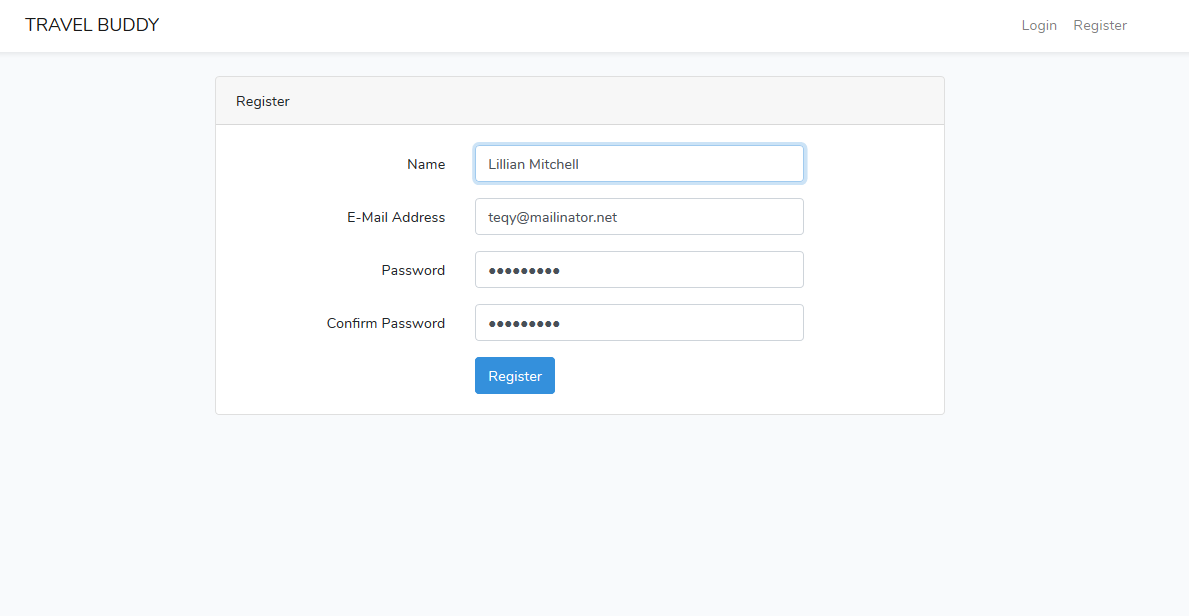 TRAVEL BUDDY
Login Register
Register
Name Lillian Mitchell
E-Mail Address teqy@mailinator.net
Password ●●●●●●●●●
Confirm Password ●●●●●●●●●
Register